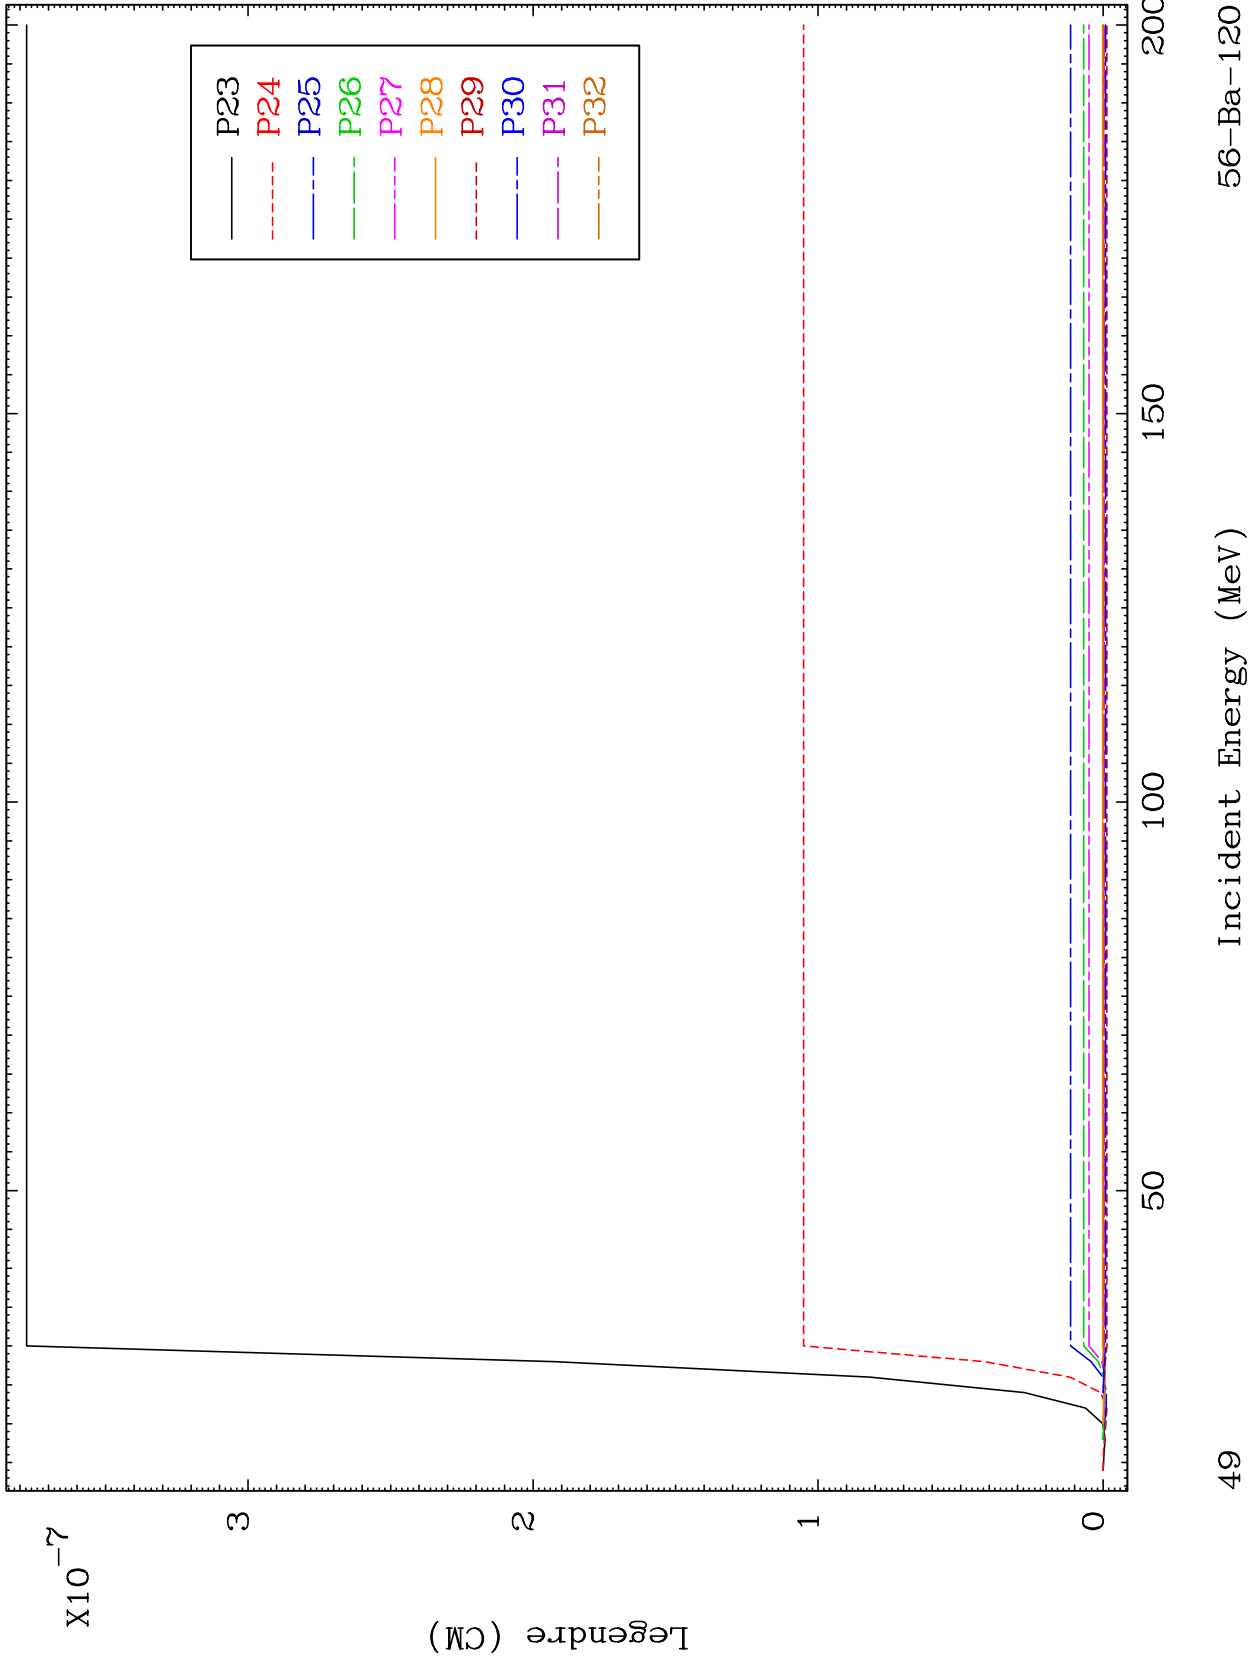 X10-7
3
2
1
0
Legendre (CM)
P23
P24
P25
P26
P27
P28
P29
P30
P31
P32
50
100
150
200
Incident Energy (MeV)
49
56-Ba-120